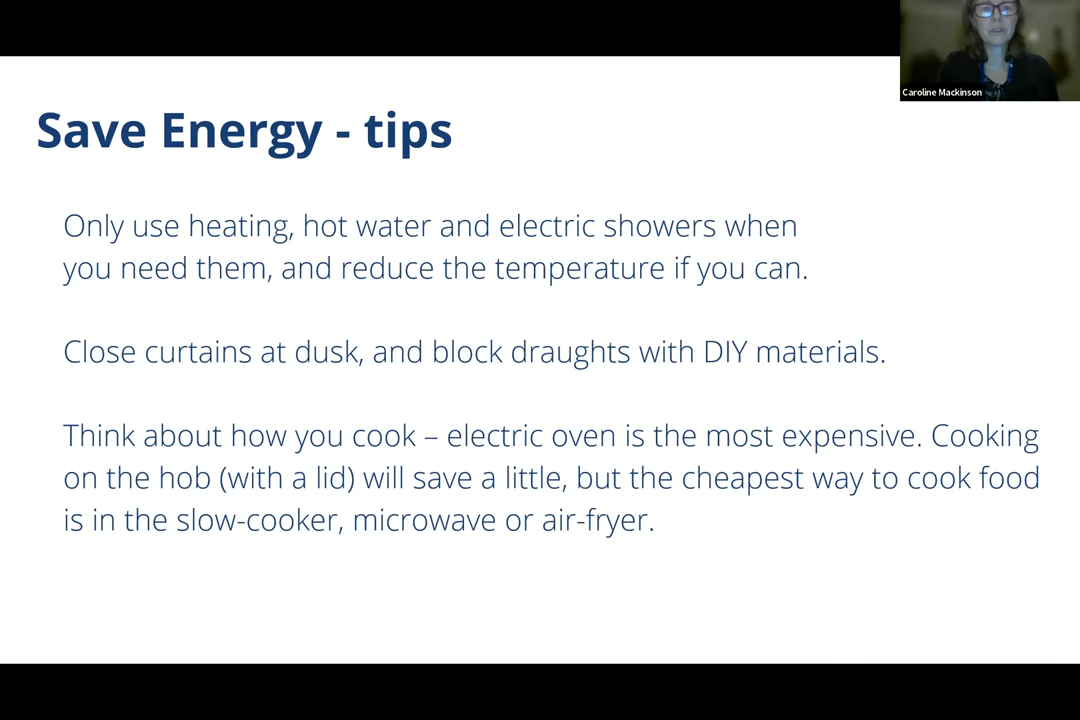 Caroline Mackinson
Save Energy - tips
Only use heating, hot water and electric showers when
you need them, and reduce the temperature if you can.
Close curtains at dusk, and block draughts with DIY materials.
Think about how you cook – electric oven is the most expensive. Cooking
on the hob (with a lid) will save a little, but the cheapest way to cook food
is in the slow-cooker, microwave or air-fryer.